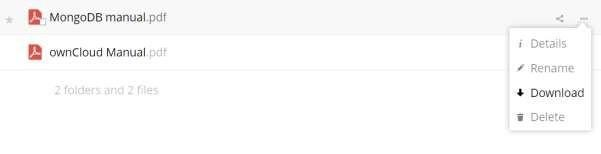 MongoDB manual.pdf
Details
ownCloud Manual.pdf
Rename
2 folders and 2 files
Download
Delete